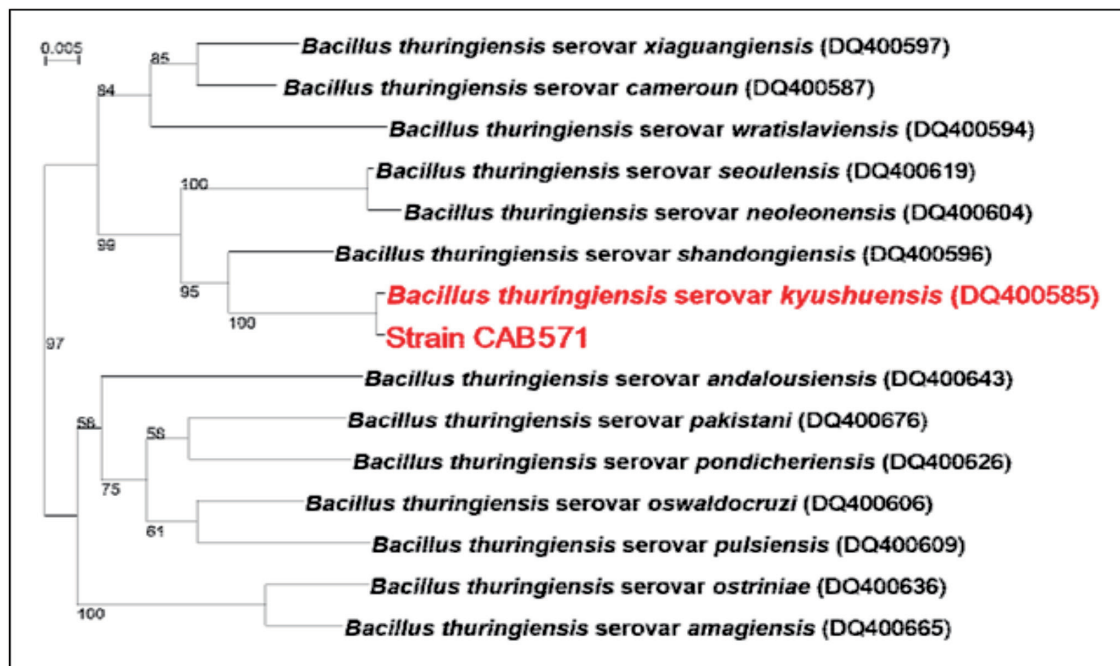 0.005
Bacillus thuringiensis serovar xiaguangiensis (DQ400597)
85
Bacillus thuringiensis serovar cameroun (DQ400587)
84
Bacillus thuringiensis serovar wratislaviensis (DQ400594)
Bacillus thuringiensis serovar seoulensis (DQ400619)
100
Bacillus thuringiensis serovar neoleonensis (DQ400604)
99
Bacillus thuringiensis serovar shandongiensis (DQ400596)
95
Bacillus thuringiensis serovar kyushuensis (DQ400585)
100
Strain CAB571
97
Bacillus thuringiensis serovar andalousiensis (DQ400643)
58
Bacillus thuringiensis serovar pakistani (DQ400676)
58
Bacillus thuringiensis serovar pondicheriensis (DQ400626)
75
Bacillus thuringiensis serovar oswaldocruzi (DQ400606)
61
Bacillus thuringiensis serovar pulsiensis (DQ400609)
Bacillus thuringiensis serovar ostriniae (DQ400636)
100
Bacillus thuringiensis serovar amagiensis (DQ400665)